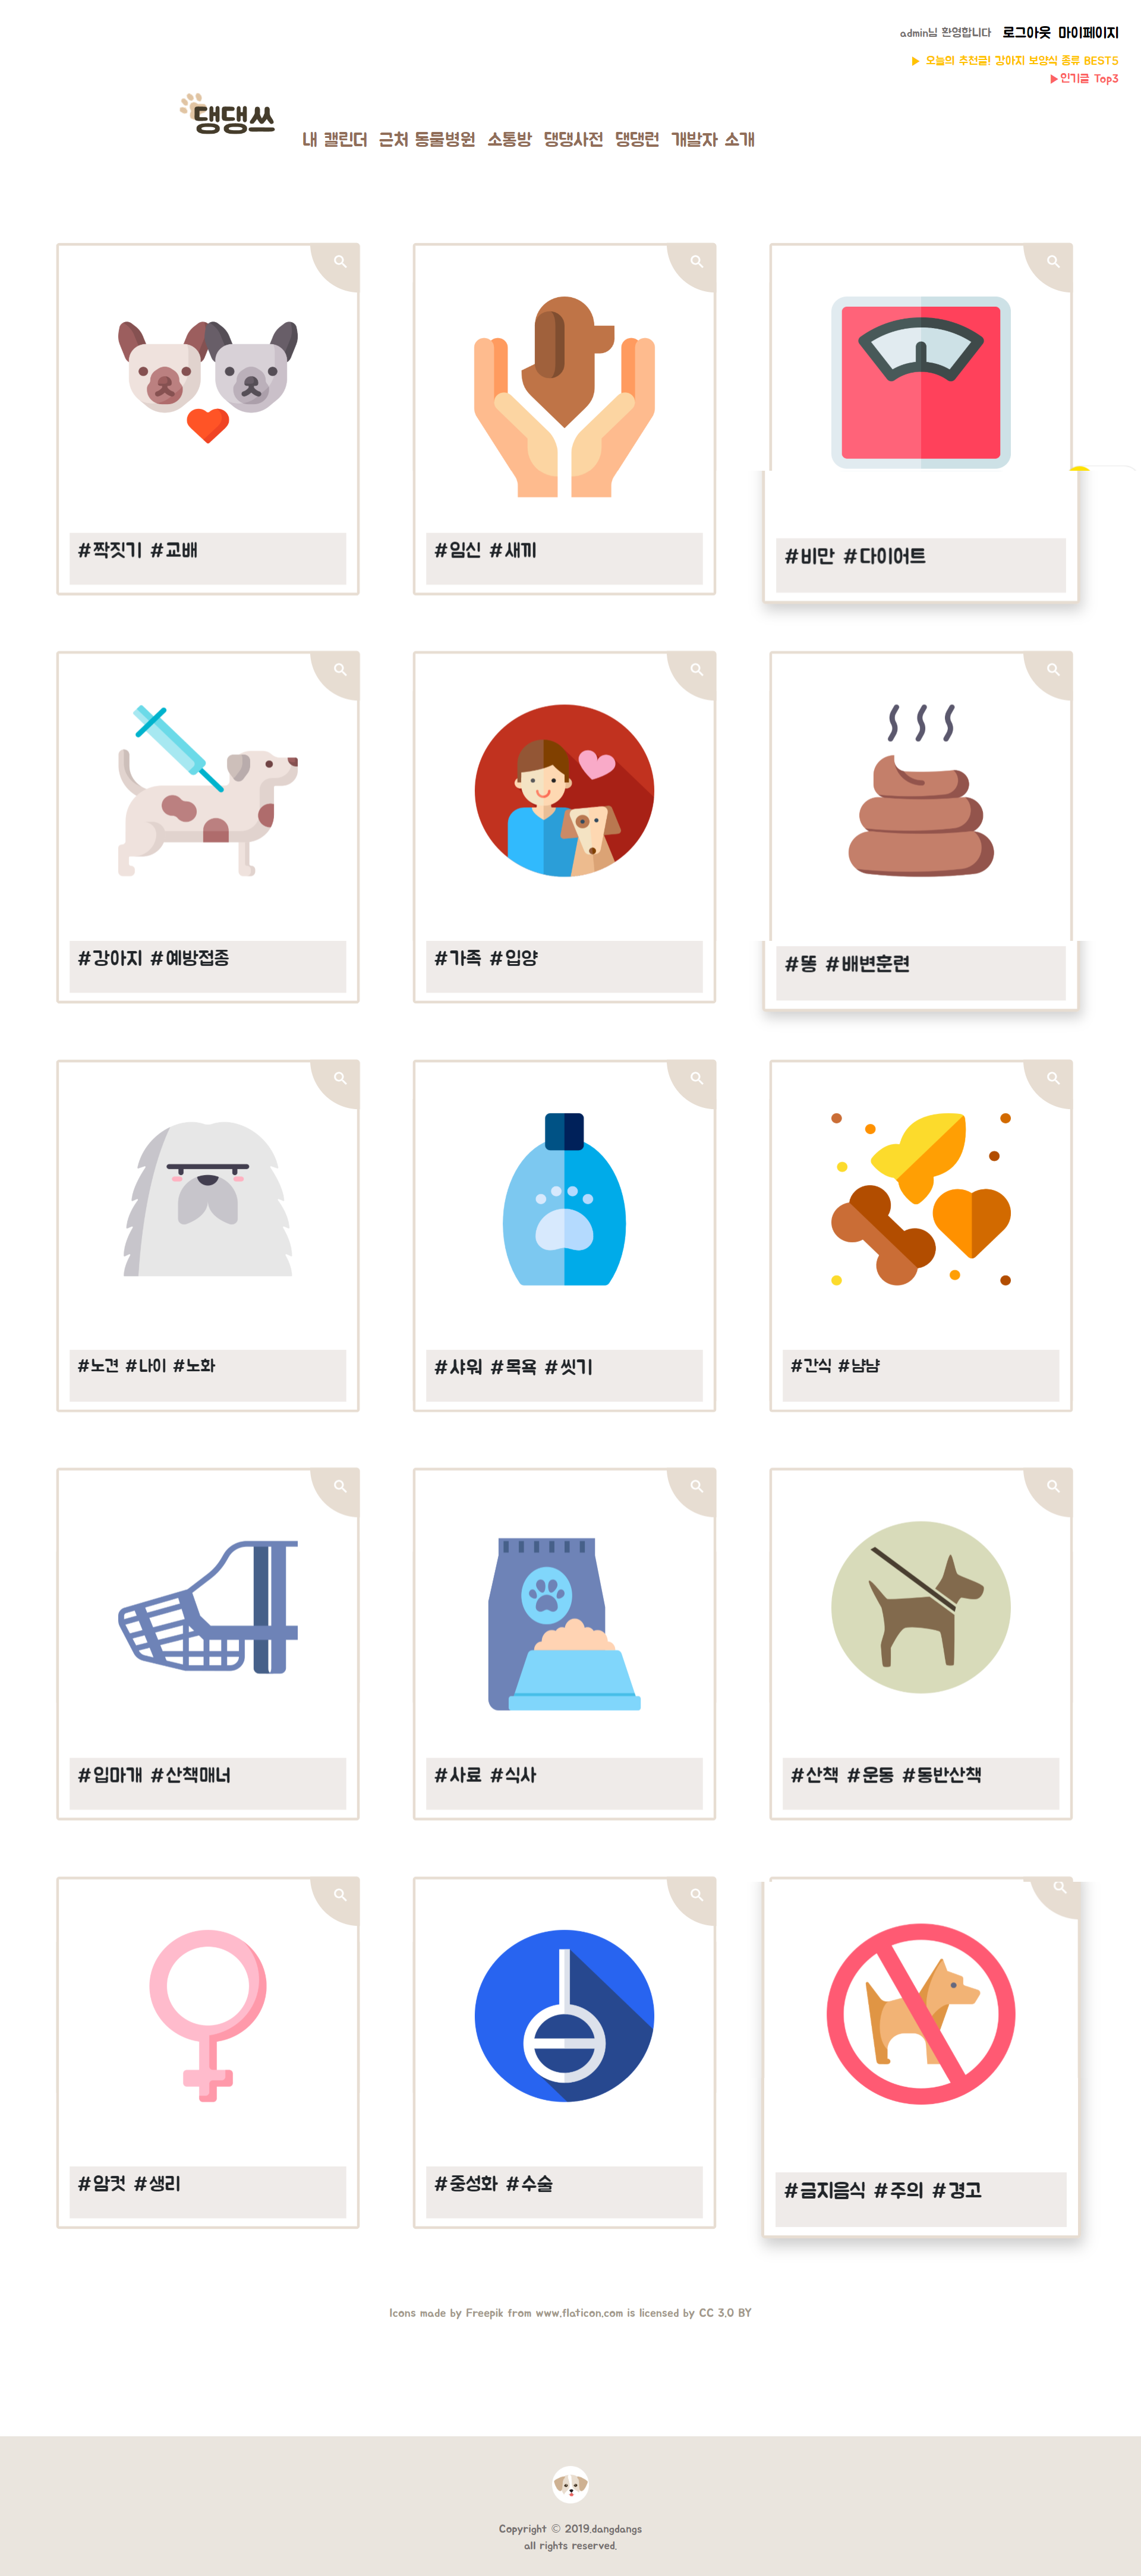 admin님 환영합니다 로그아웃 마이페이지
▶ 오늘의 추천글! 강아지 보양식 종류 BEST5
▶인기글 Top3
댕댕쓰
내 캘린더 근처 동물병원 소통방 댕댕사전 댕댕런 개발자 소개
#짝짓기 #교배
#임신 #새끼
#비만 #다이어트
#강아지 #예방접종
#가족 #입양
#똥 #배변훈련
#노견 #나이 #노화
#샤워 #목욕 #씻기
#간식 #냠냠
#입마개 #산책매너
#사료 #식사
#산책 #운동 #동반산책
#암컷 #생리
#중성화 #수술
#금지음식 #주의 #경고
Icons made by Freepik from www.flaticon.com is licensed by CC 3.0 BY
Copyright © 2019.dangdangs
all rights reserved.